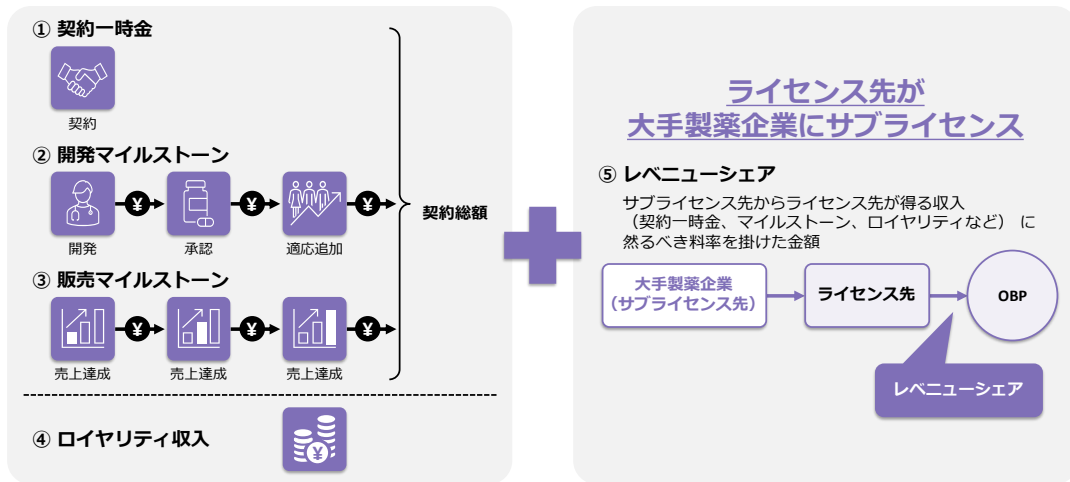 ① 契約一時金
契約
② 開発マイルストーン
¥ ¥ ¥
開発 承認 適応追加
③ 販売マイルストーン
¥ ¥ ¥
売上達成 売上達成 売上達成
契約総額
④ ロイヤリティ収入
¥
ライセンス先が
大手製薬企業にサブライセンス
⑤ レベニューシェア
サブライセンス先からライセンス先が得る収入
（契約一時金、マイルストーン、ロイヤリティなど） に
然るべき料率を掛けた金額
大手製薬企業
（サブライセンス先）
ライセンス先
OBP
レベニューシェア